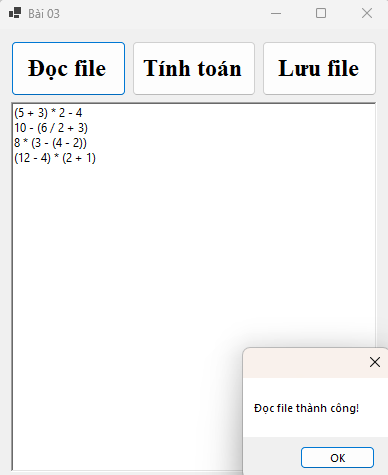 Bài 03
Đọc file Tính toán Lưu file
(5 + 3) * 2 - 4
10 - (6 / 2 + 3)
8 * (3 - (4 - 2))
(12 - 4) * (2 + 1)
Đọc file thành công!
OK